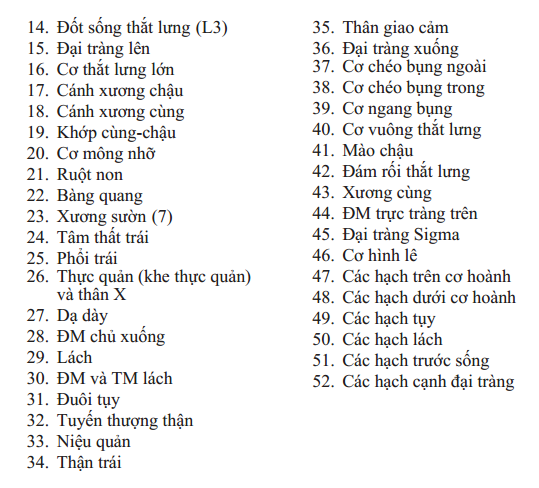 14. Đốt sống thắt lưng (L3)
15. Đại tràng lên
16. Cơ thắt lưng lớn
17. Cánh xương chậu
18. Cánh xương cùng
19. Khớp cùng-chậu
20. Cơ mông nhỡ
21. Ruột non
22. Bàng quang
23. Xương sườn (7)
24. Tâm thất trái
25. Phổi trái
26. Thực quản (khe thực quản)
và thân X
27. Dạ dày
28. ĐM chủ xuống
29. Lách
30. ĐM và TM lách
31. Đuôi tụy
32. Tuyến thượng thận
33. Niệu quản
34. Thận trái
35. Thân giao cảm
36. Đại tràng xuống
37. Cơ chéo bụng ngoài
38. Cơ chéo bụng trong
39. Cơ ngang bụng
40. Cơ vuông thắt lưng
41. Mào chậu
42. Đám rối thắt lưng
43. Xương cùng
44. ĐM trực tràng trên
45. Đại tràng Sigma
46. Cơ hình lê
47. Các hạch trên cơ hoành
48. Các hạch dưới cơ hoành
49. Các hạch tụy
50. Các hạch lách
51. Các hạch trước sống
52. Các hạch cạnh đại tràng